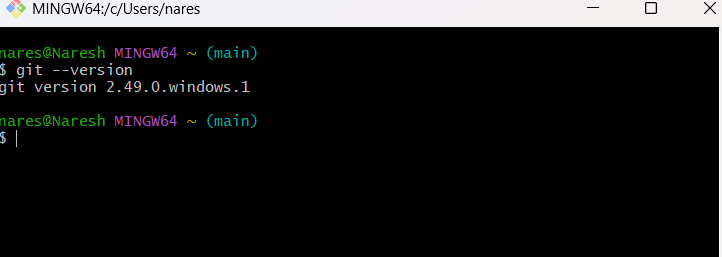 MINGW64:/c/Users/nares
nares@Naresh MINGW64 ~ (main)
$ git --version
git version 2.49.0.windows.1
nares@Naresh MINGW64 ~ (main)
$